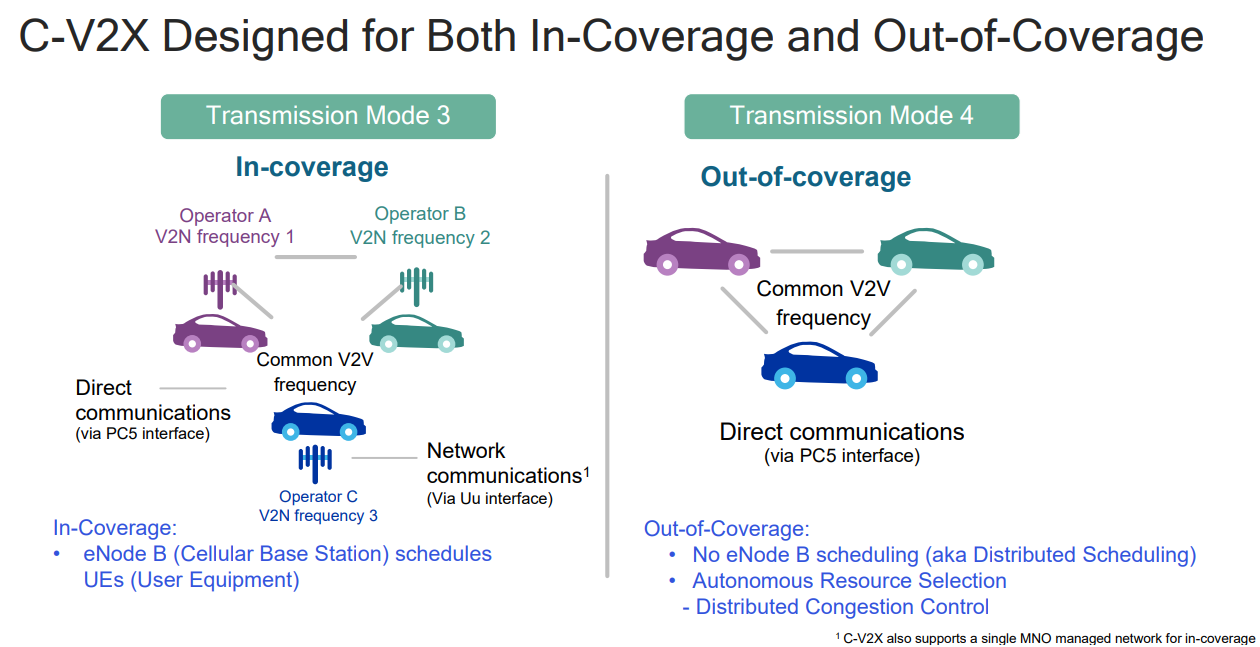 C-V2X Designed for Both In-Coverage and Out-of-Coverage
Transmission Mode 3
In-coverage
Operator A
V2N frequency 1
Operator B
V2N frequency 2
Common V2V
frequency
Direct
communications
(via PC5 interface)
Network
communications¹
(Via Uu interface)
Operator C
V2N frequency 3
In-Coverage:
• eNode B (Cellular Base Station) schedules
UEs (User Equipment)
Transmission Mode 4
Out-of-coverage
Common V2V
frequency
Direct communications
(via PC5 interface)
Out-of-Coverage:
• No eNode B scheduling (aka Distributed Scheduling)
• Autonomous Resource Selection
- Distributed Congestion Control
¹ C-V2X also supports a single MNO managed network for in-coverage